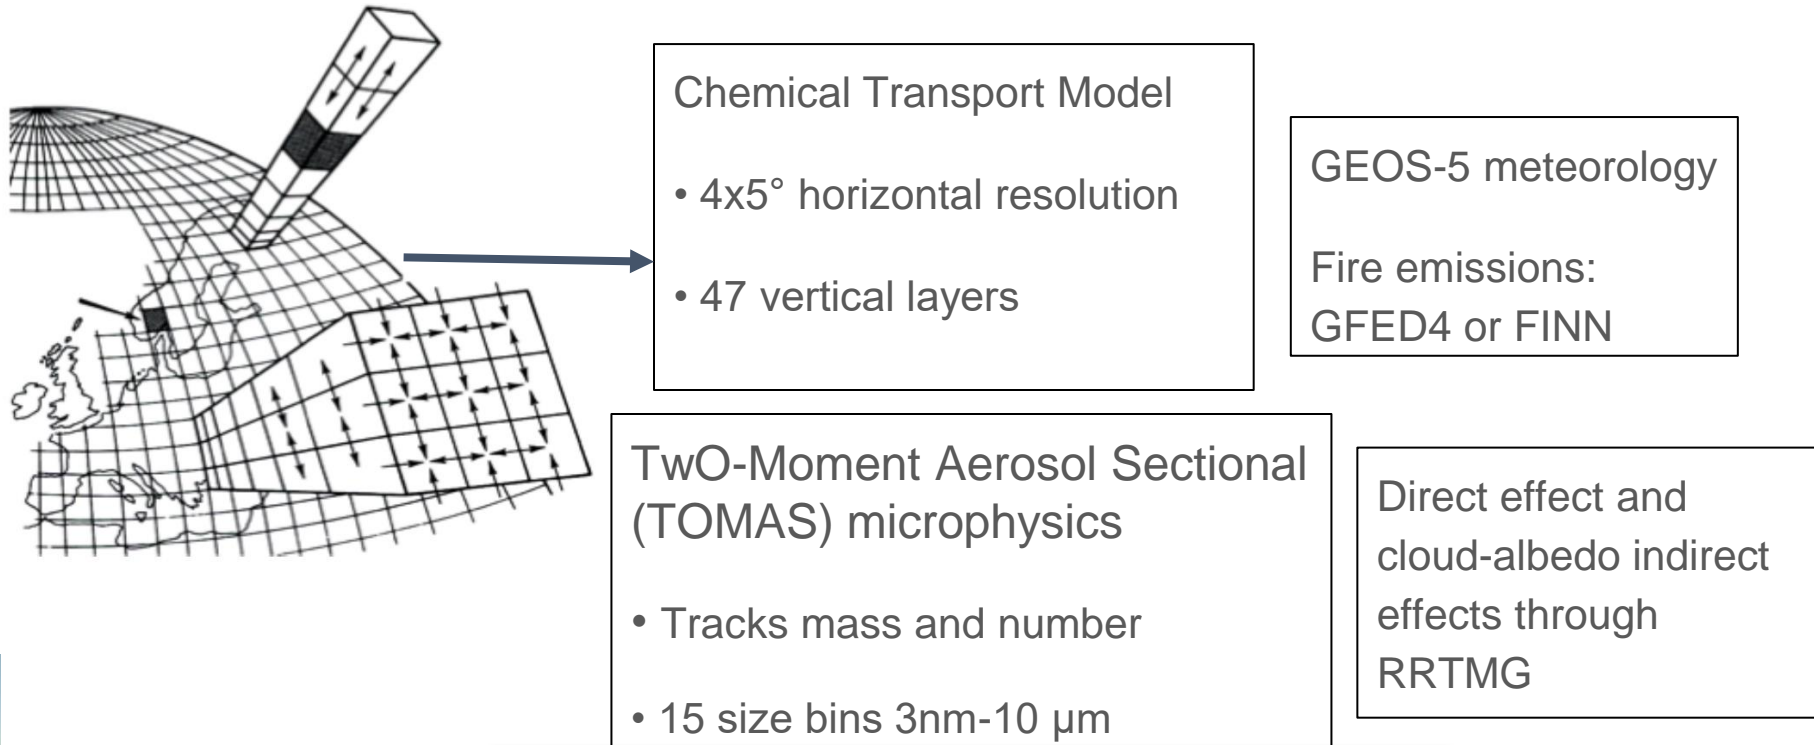 Chemical Transport Model
• 4x5° horizontal resolution
• 47 vertical layers
GEOS-5 meteorology
Fire emissions:
GFED4 or FINN
TwO-Moment Aerosol Sectional
(TOMAS) microphysics
• Tracks mass and number
• 15 size bins 3nm-10 µm
Direct effect and
cloud-albedo indirect
effects through
RRTMG